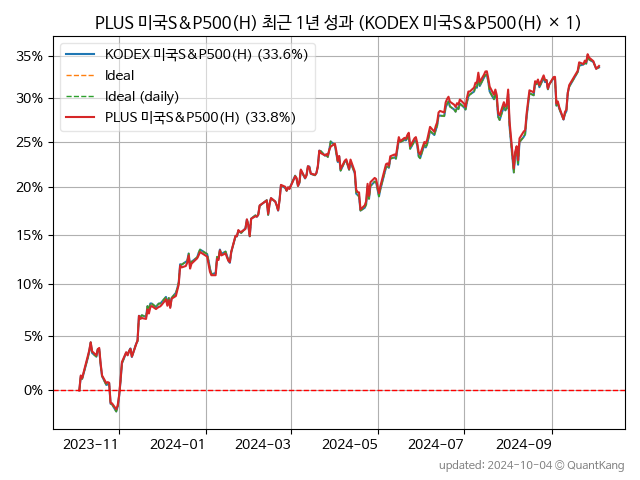 PLUS 미국S&P500(H) 최근 1년 성과 (KODEX 미국S&P500(H) × 1)
KODEX 미국S&P500(H) (33.6%)
Ideal
Ideal (daily)
PLUS 미국S&P500(H) (33.8%)
35%
30%
25%
20%
15%
10%
5%
0%
2023-11 2024-01 2024-03 2024-05 2024-07 2024-09
updated: 2024-10-04 © QuantKang